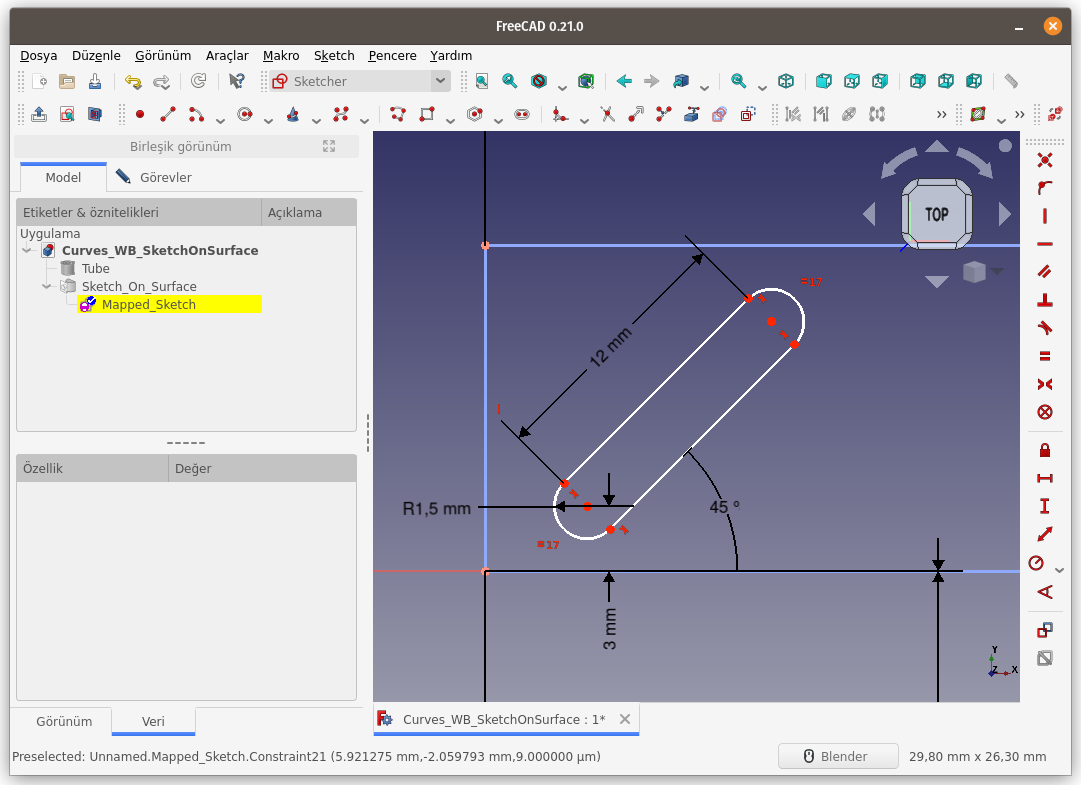 FreeCAD 0.21.0
Dosya Düzenle Görünüm Araçlar Makro Sketch Pencere Yardım
Sketcher
Birleşik görünüm
Model Görevler
Etiketler & öznitelikleri Açıklama
Uygulama
Curves_WB_SketchOnSurface
Tube
Sketch_On_Surface
Mapped_Sketch
Özellik Değer
Görünüm Veri
TOP
=17
12 mm
R1,5 mm
45 °
=17
3 mm
Y
Z X
Curves_WB_SketchOnSurface : 1*
Preselected: Unnamed.Mapped_Sketch.Constraint21 (5.921275 mm,-2.059793 mm,9.000000 μm)
Blender
29,80 mm x 26,30 mm